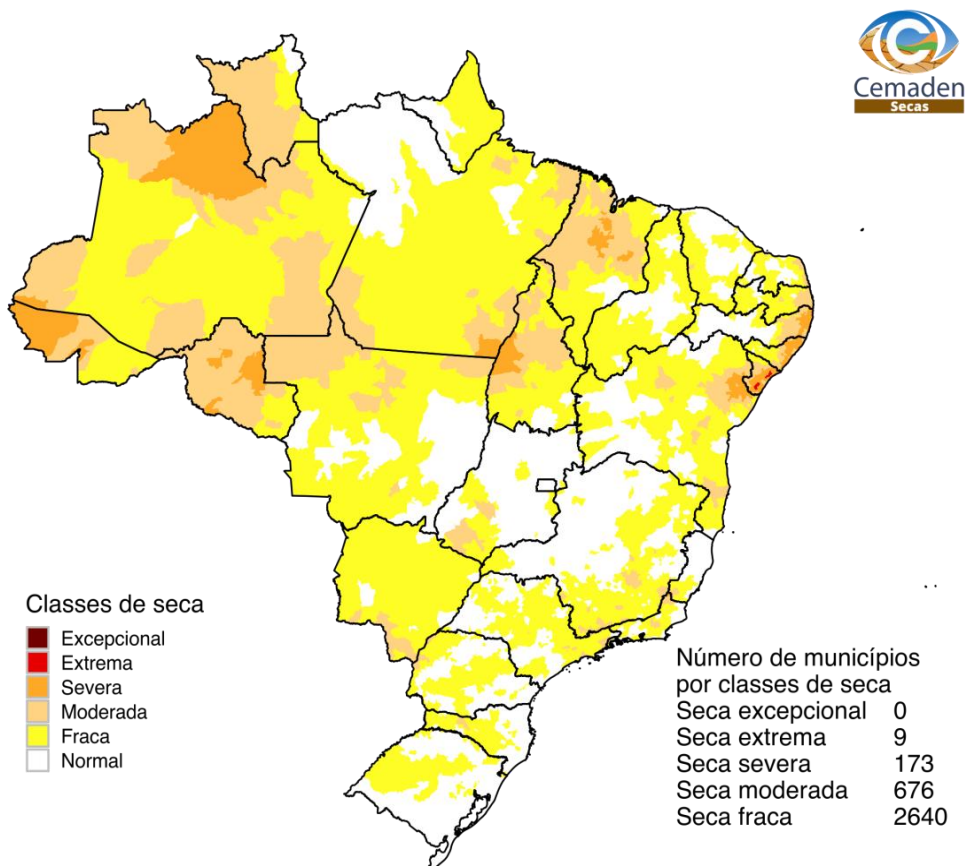 Cemaden
Secas
Classes de seca
Excepcional
Extrema
Severa
Moderada
Fraca
Normal
Número de municípios
por classes de seca
Seca excepcional 0
Seca extrema 9
Seca severa 173
Seca moderada 676
Seca fraca 2640